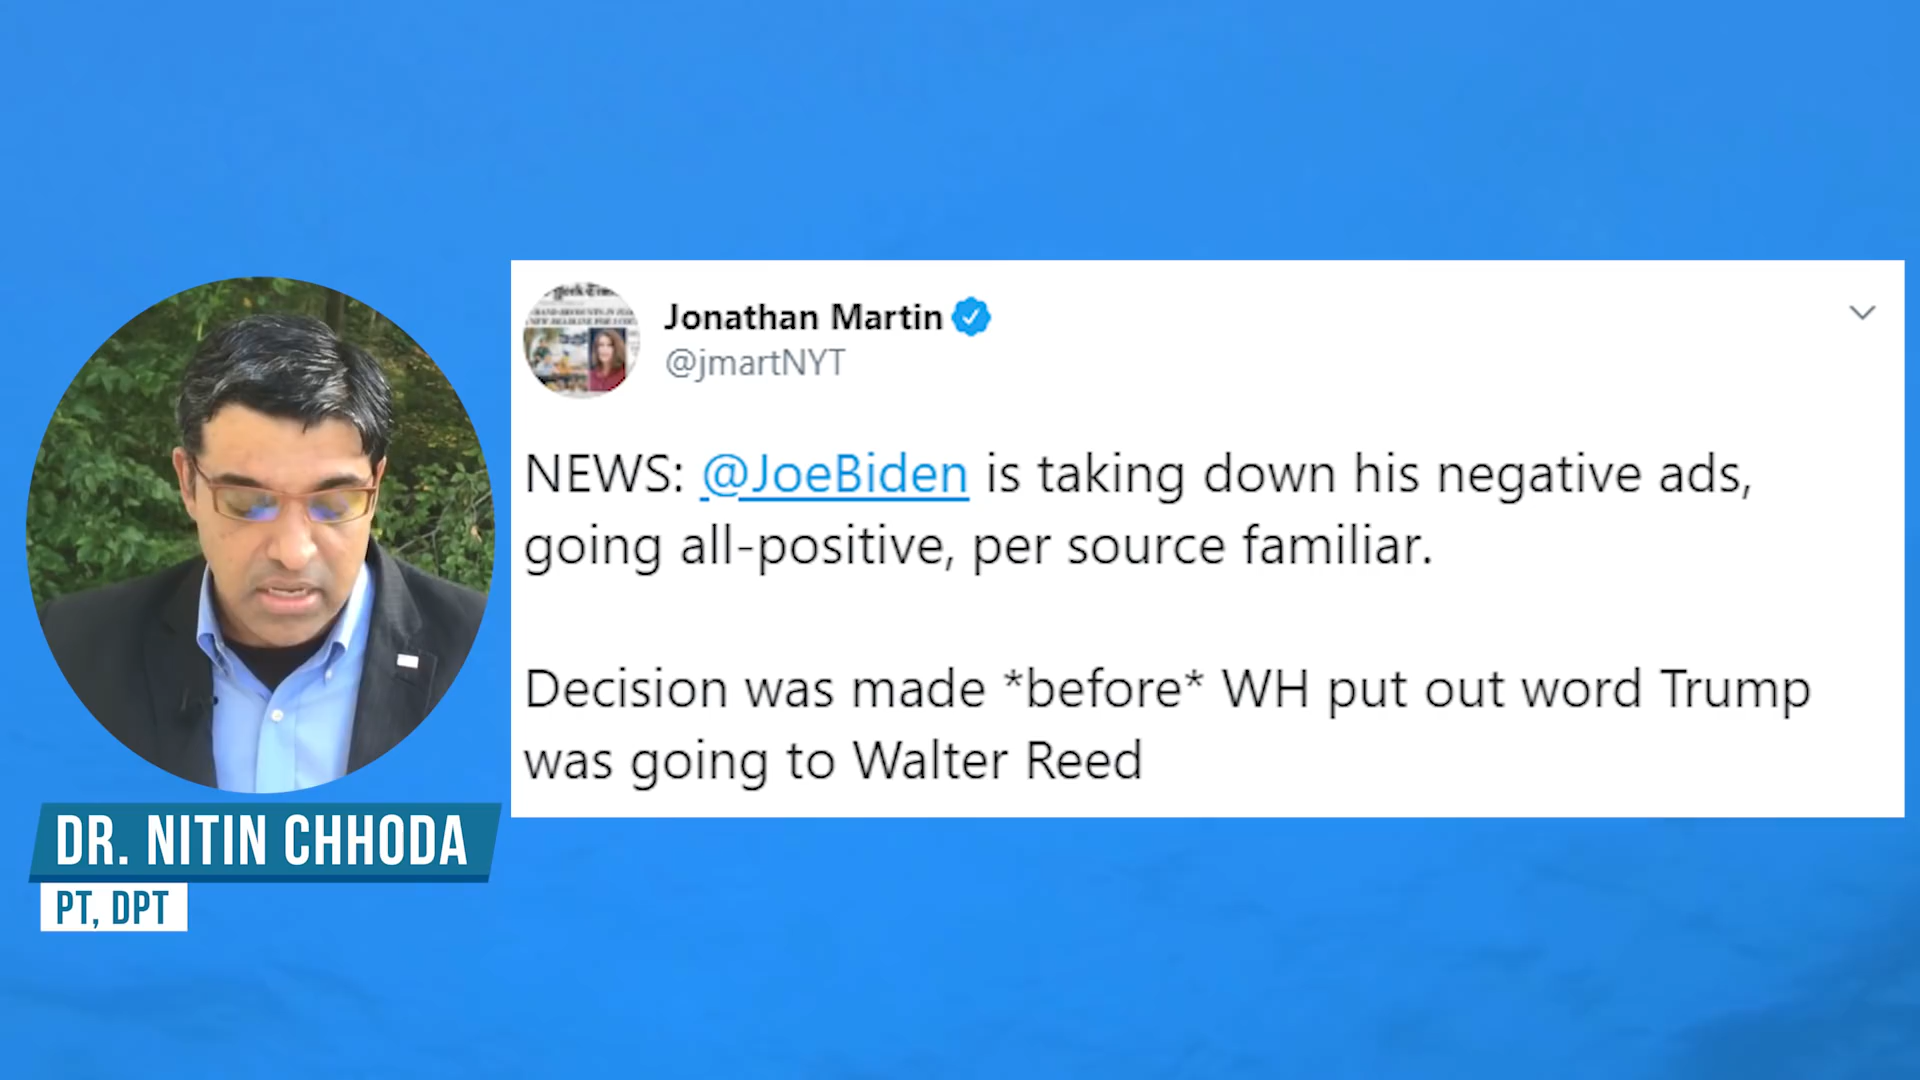 Jonathan Martin
@jmartNYT
NEWS: @JoeBiden is taking down his negative ads,
going all-positive, per source familiar.
Decision was made *before* WH put out word Trump
was going to Walter Reed
DR. NITIN CHHODA
PT, DPT